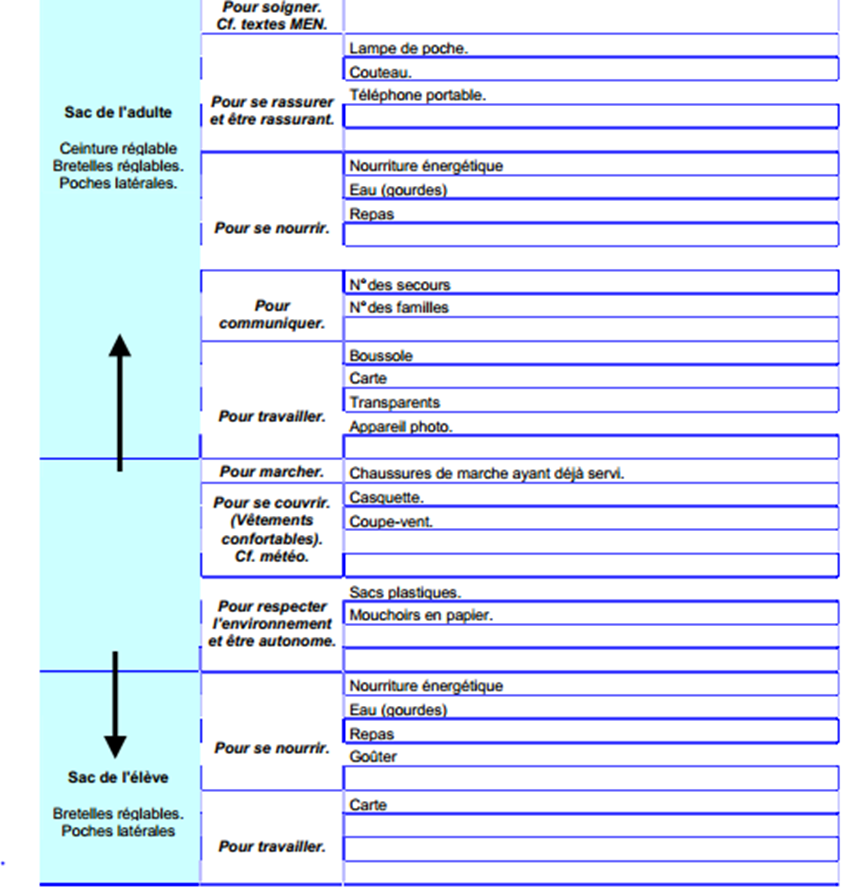 Pour soigner.
Cf. textes MEN.
Sac de l'adulte
Ceinture réglable
Bretelles réglables.
Poches latérales.
Pour se rassurer
et être rassurant.
Lampe de poche.
Couteau.
Téléphone portable.
Pour se nourrir.
Nourriture énergétique
Eau (gourdes)
Repas
Pour
communiquer.
N°des secours
N°des familles
Pour travailler.
Boussole
Carte
Transparents
Appareil photo.
Pour marcher.
Chaussures de marche ayant déjà servi.
Pour se couvrir.
(Vêtements
confortables).
Cf. météo.
Casquette.
Coupe-vent.
Pour respecter
l'environnement
et être autonome.
Sacs plastiques.
Mouchoirs en papier.
Sac de l'élève
Bretelles réglables.
Poches latérales
Pour se nourrir.
Nourriture énergétique
Eau (gourdes)
Repas
Goûter
Pour travailler.
Carte